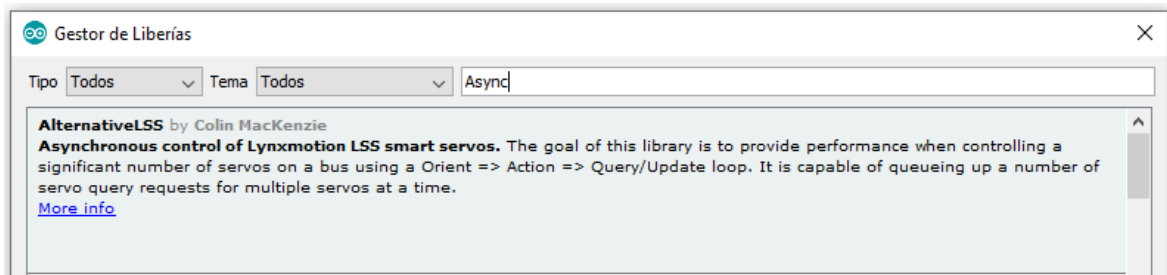 Gestor de Liberías
Tipo Todos Tema Todos Async
AlternativeLSS by Colin MacKenzie
Asynchronous control of Lynxmotion LSS smart servos. The goal of this library is to provide performance when controlling a
significant number of servos on a bus using a Orient => Action => Query/Update loop. It is capable of queueing up a number of
servo query requests for multiple servos at a time.
More info